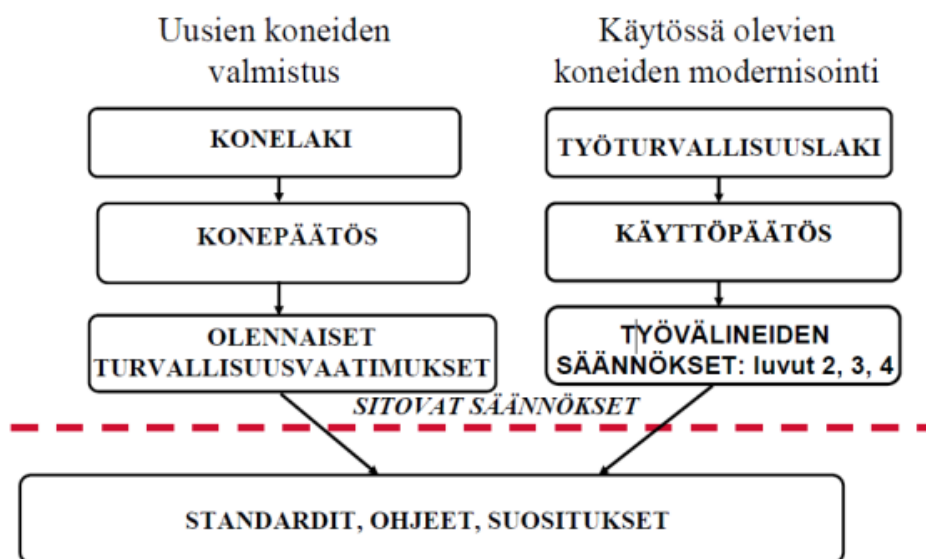 Uusien koneiden
valmistus
Käytössä olevien
koneiden modernisointi
KONELAKI
TYÖTURVALLISUUSLAKI
KONEPÄÄTÖS
KÄYTTÖPÄÄTÖS
OLENNAISET
TURVALLISUUSVAATIMUKSET
TYÖVÄLINEIDEN
SÄÄNNÖKSET: luvut 2, 3, 4
SITOVAT SÄÄNNÖKSET
STANDARDIT, OHJEET, SUOSITUKSET